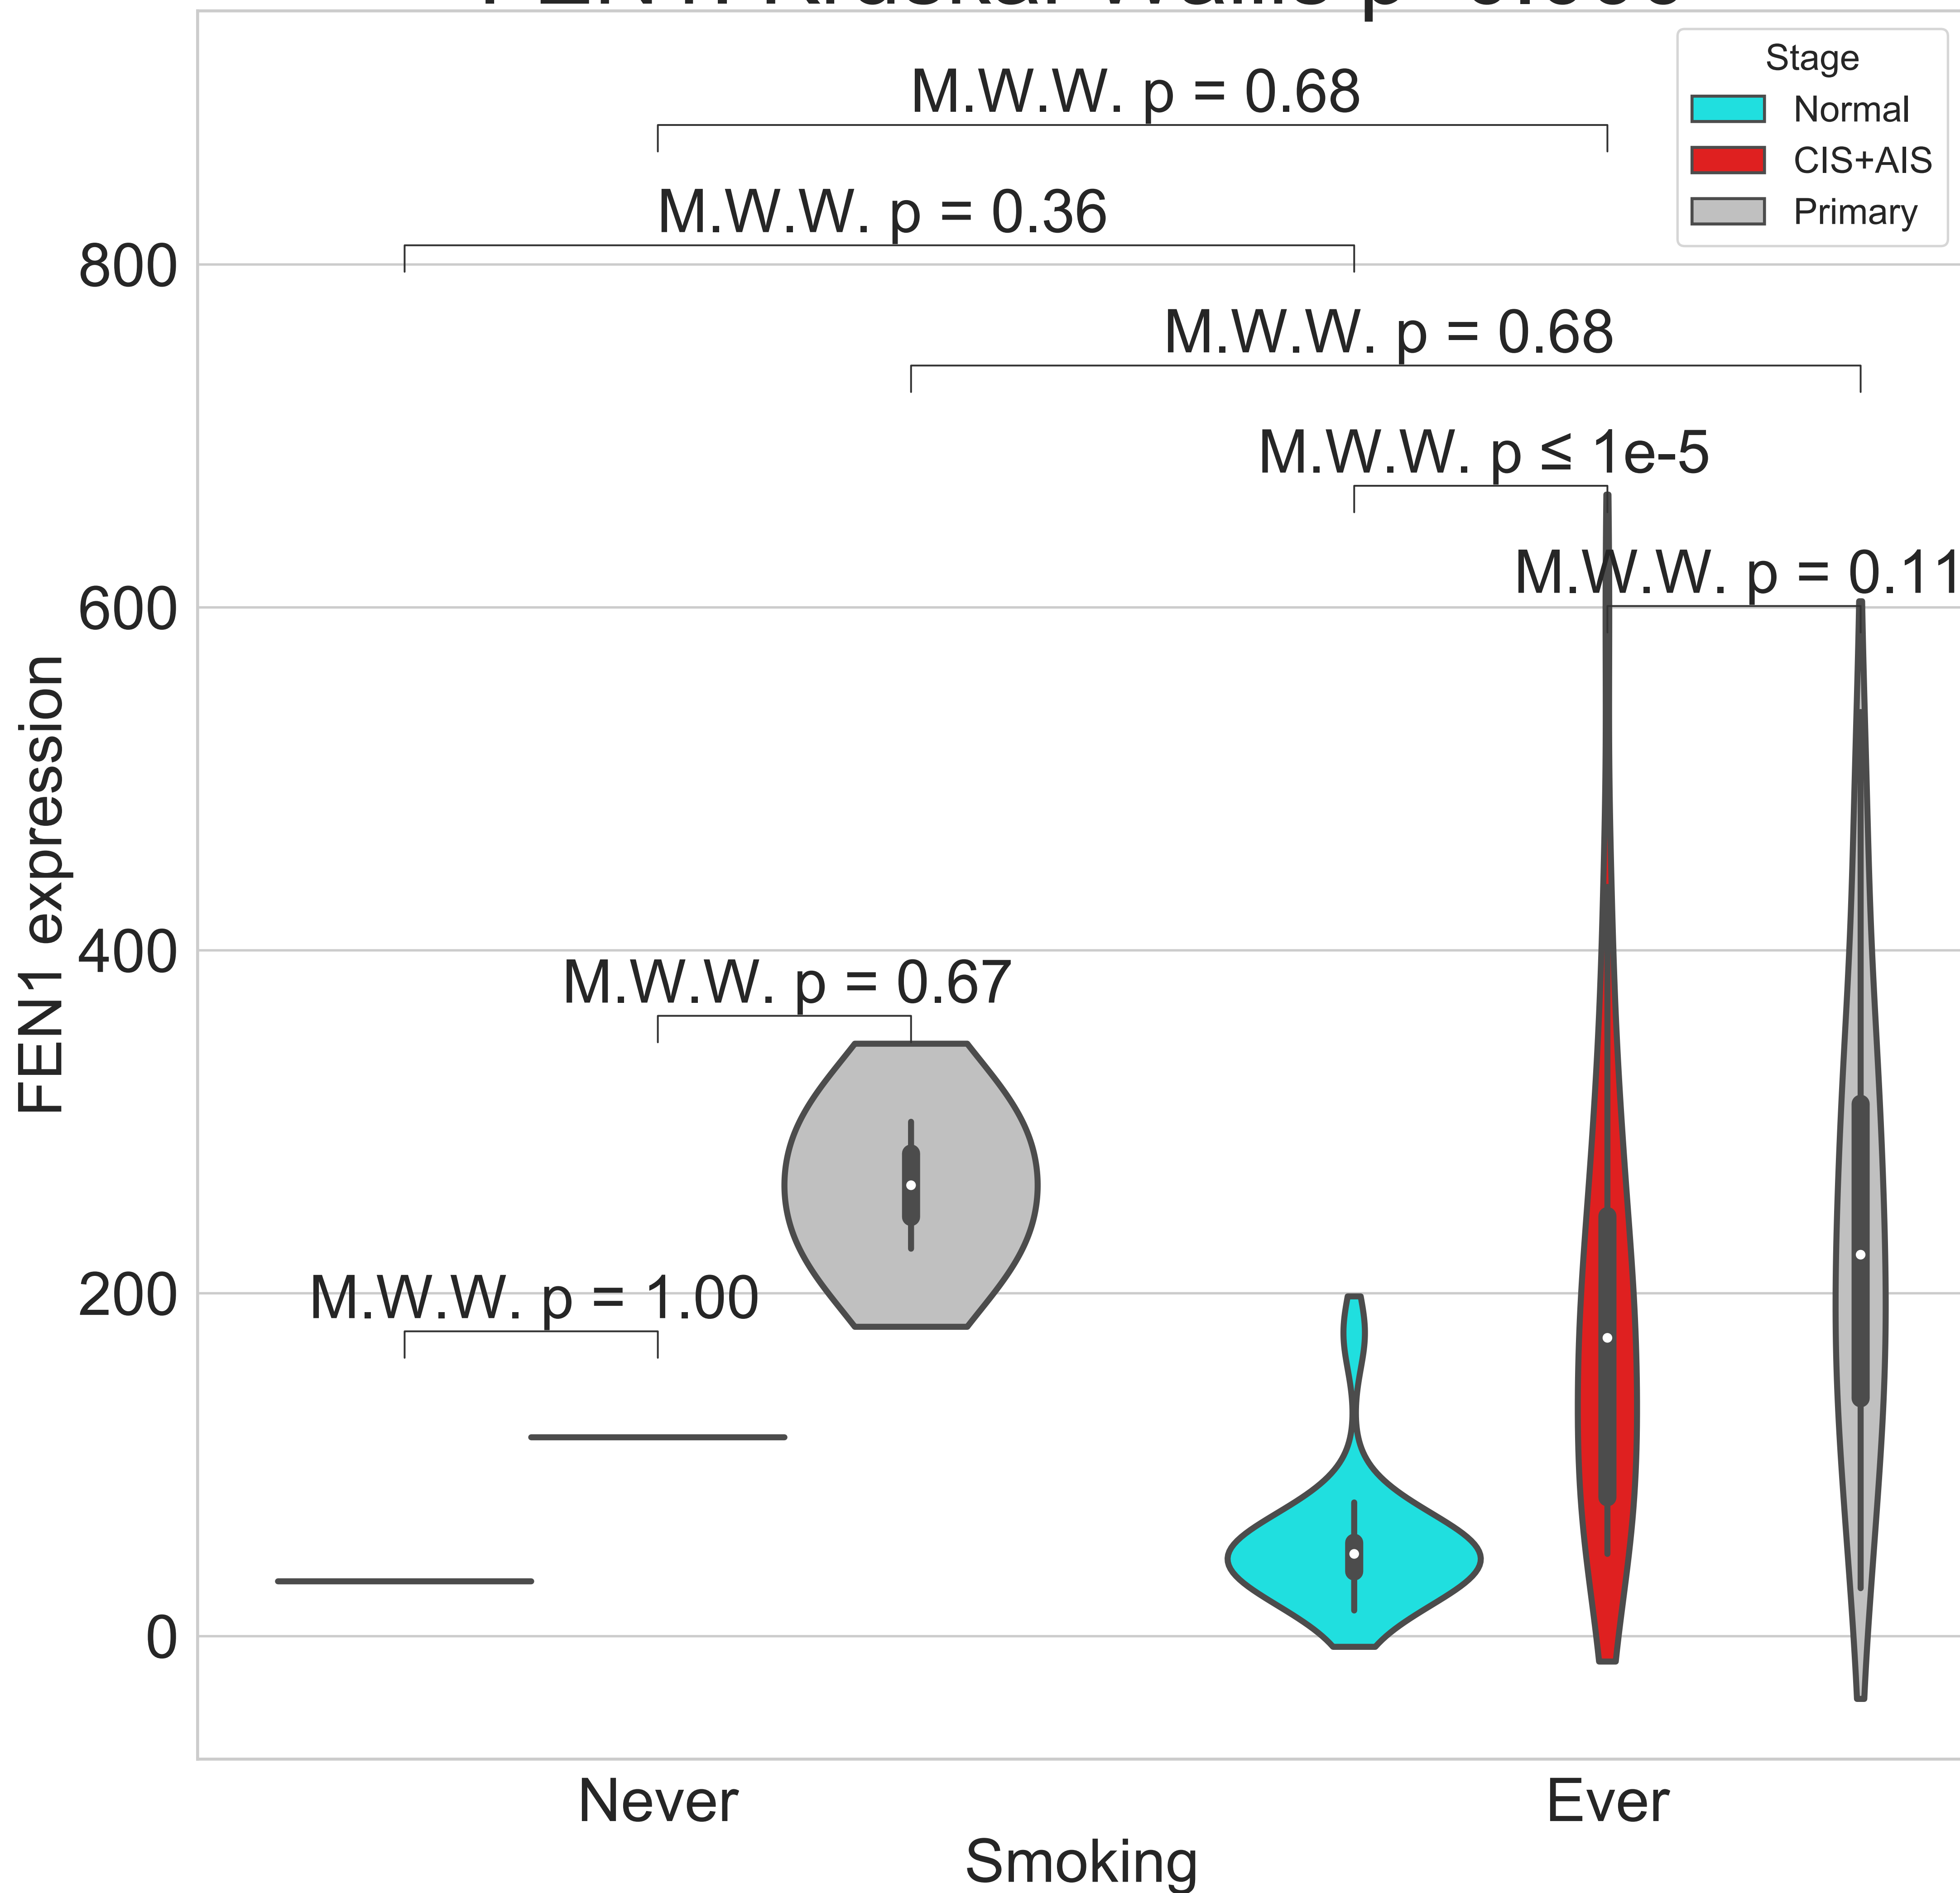 Stage
Normal
CIS+AIS
Primary
M.W.W. p = 0.68
M.W.W. p = 0.36
M.W.W. p = 0.68
M.W.W. p ≤ 1e-5
M.W.W. p = 0.11
M.W.W. p = 0.67
M.W.W. p = 1.00
800
600
400
200
0
FEN1 expression
Never
Ever
Smoking